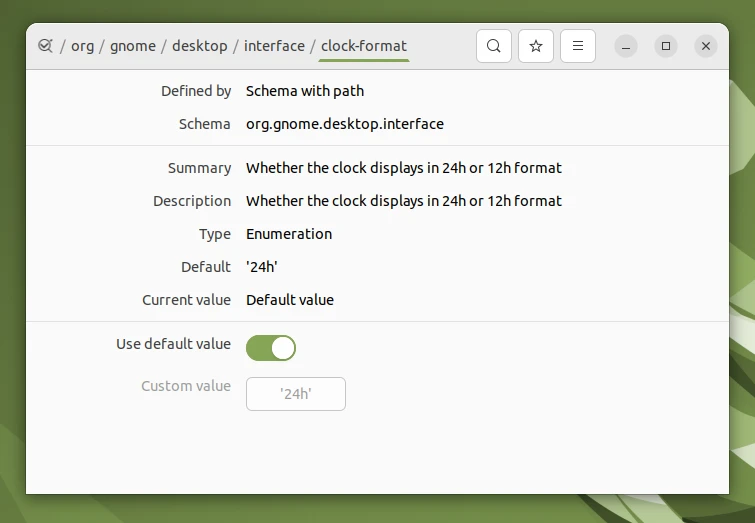 / org / gnome / desktop / interface / clock-format
Defined by Schema with path
Schema org.gnome.desktop.interface
Summary Whether the clock displays in 24h or 12h format
Description Whether the clock displays in 24h or 12h format
Type Enumeration
Default '24h'
Current value Default value
Use default value
Custom value '24h'